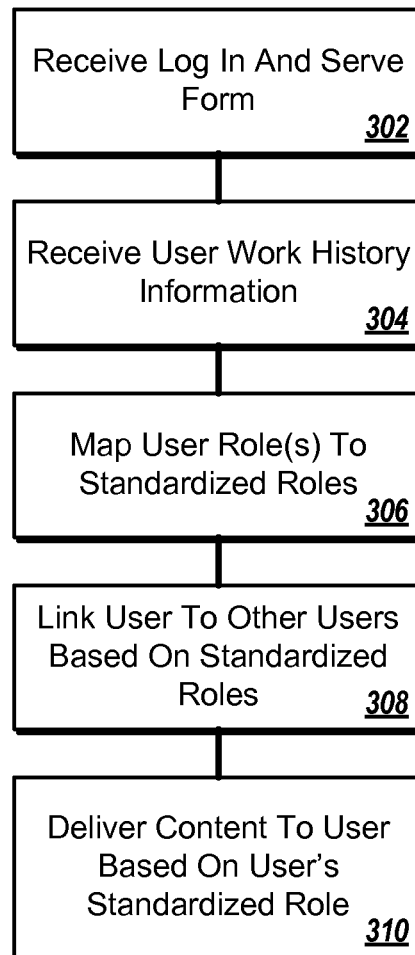 Receive Log In And Serve
Form
302
Receive User Work History
Information
304
Map User Role(s) To
Standardized Roles
306
Link User To Other Users
Based On Standardized
Roles
308
Deliver Content To User
Based On User's
Standardized Role
310